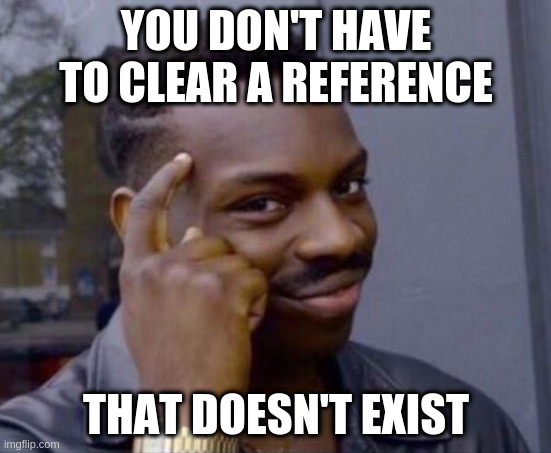 YOU DON'T HAVE
TO CLEAR A REFERENCE
THAT DOESN'T EXIST
imgflip.com